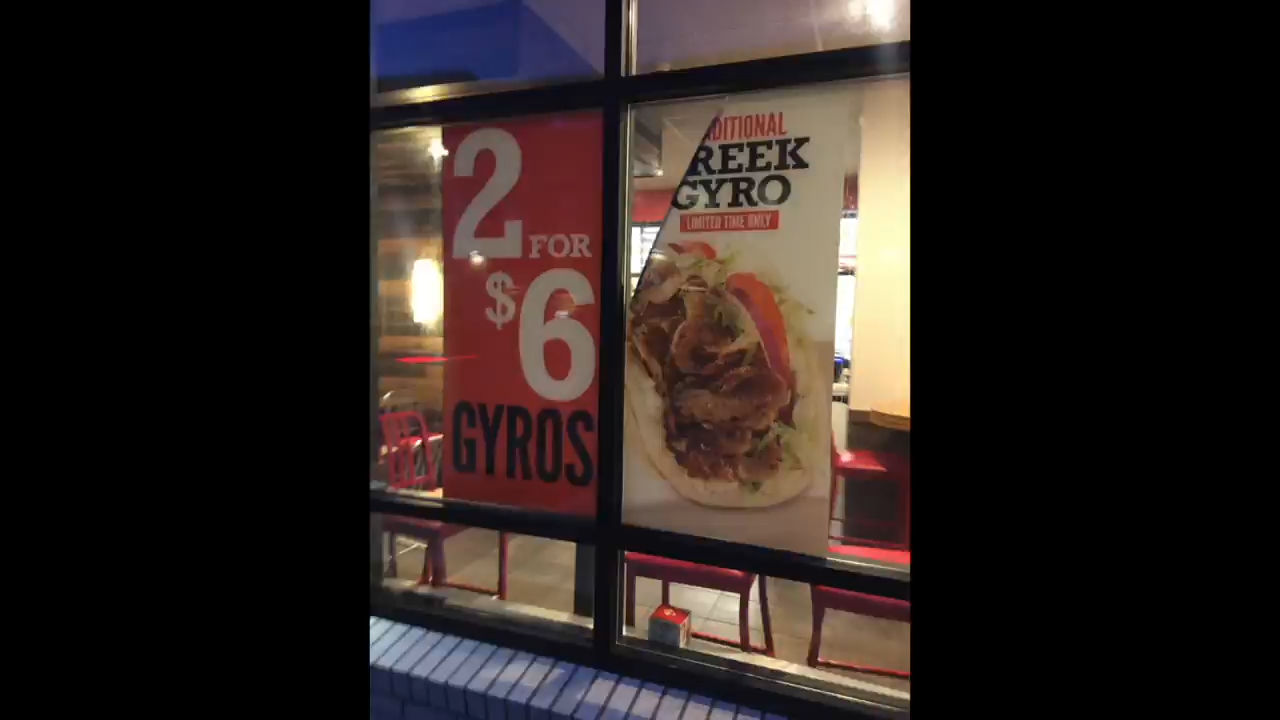 2
FOR
$6
GYROS
DITIONAL
REEK
GYRO
LIMITED TIME ONLY